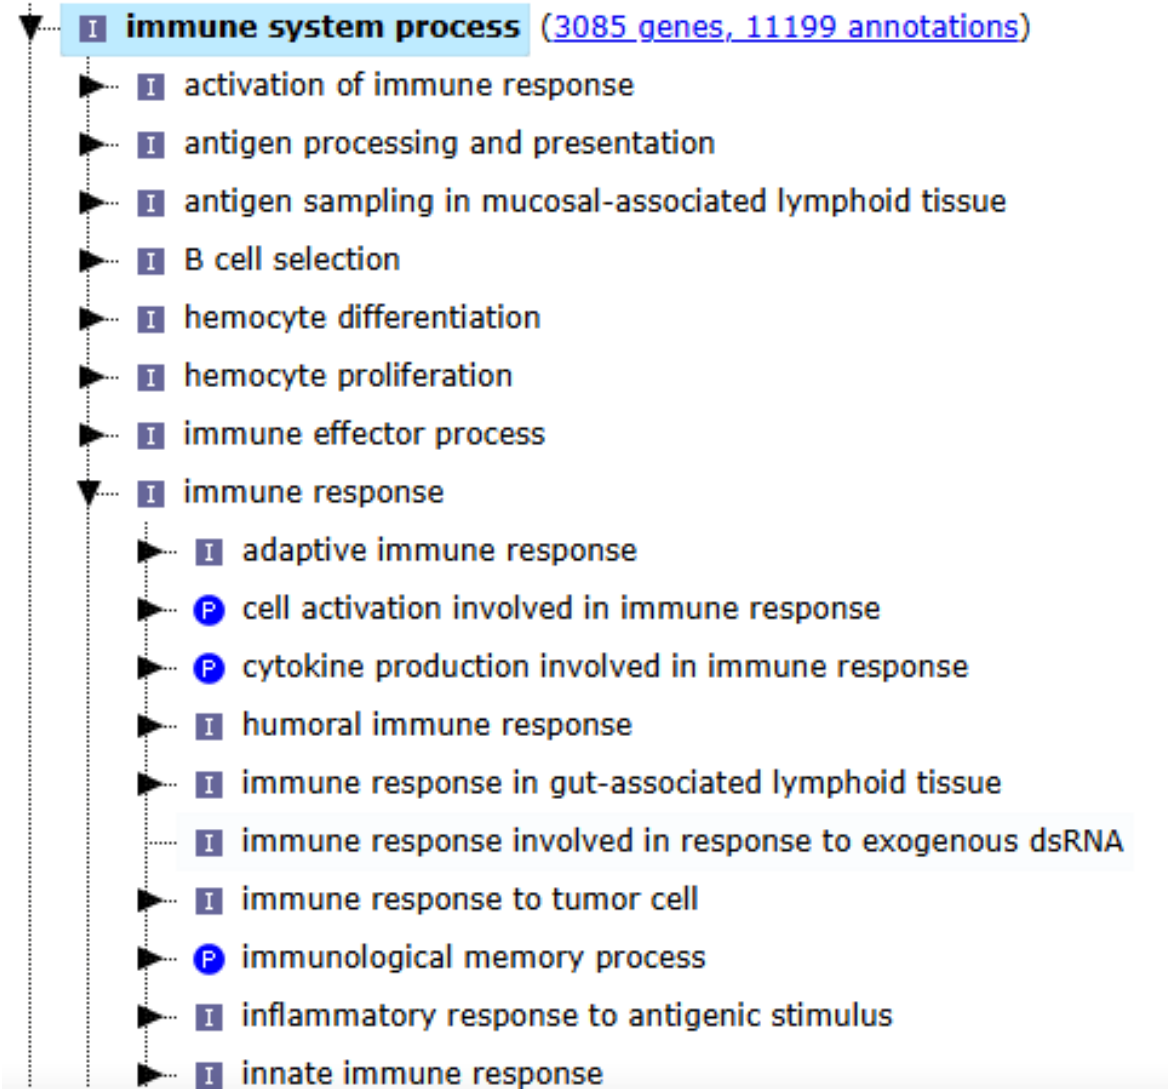 I immune system process (3085 genes, 11199 annotations)
I activation of immune response
I antigen processing and presentation
I antigen sampling in mucosal-associated lymphoid tissue
I B cell selection
I hemocyte differentiation
I hemocyte proliferation
I immune effector process
I immune response
I adaptive immune response
P cell activation involved in immune response
P cytokine production involved in immune response
I humoral immune response
I immune response in gut-associated lymphoid tissue
I immune response involved in response to exogenous dsRNA
I immune response to tumor cell
P immunological memory process
I inflammatory response to antigenic stimulus
I innate immune response